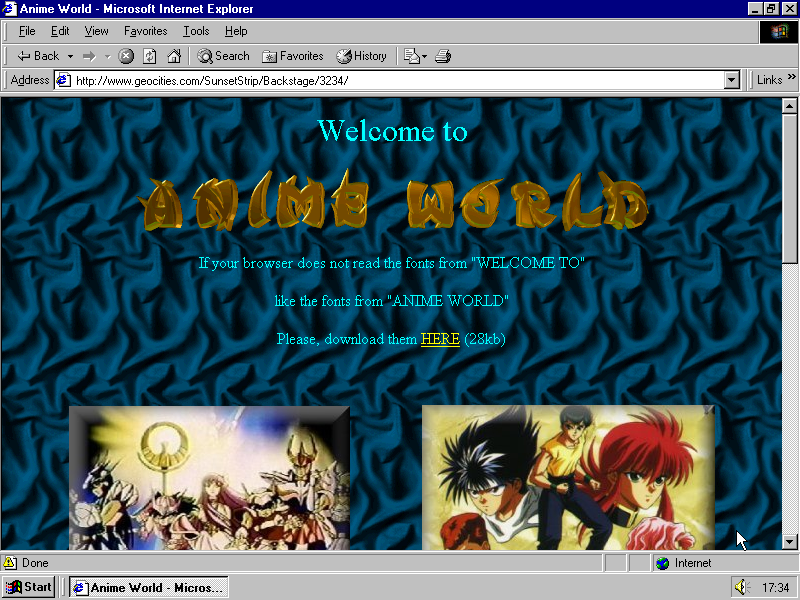 Anime World - Microsoft Internet Explorer
File Edit View Favorites Tools Help
Back Search Favorites History
Address http://www.geocities.com/SunsetStrip/Backstage/3234/ Links »
Welcome to
ANIME WORLD
If your browser does not read the fonts from "WELCOME TO"
like the fonts from "ANIME WORLD"
Please, download them HERE (28kb)
Done Internet
Start Anime World - Micros... 17:34